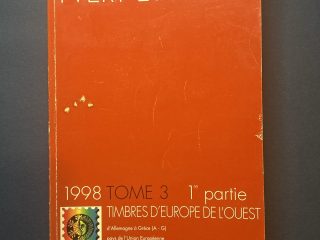 1998 TOME 3 1re partie
TIMBRES D'EUROPE DE L'OUEST
d'Allemagne à Grèce (A - G)
pays de l'Union Européenne